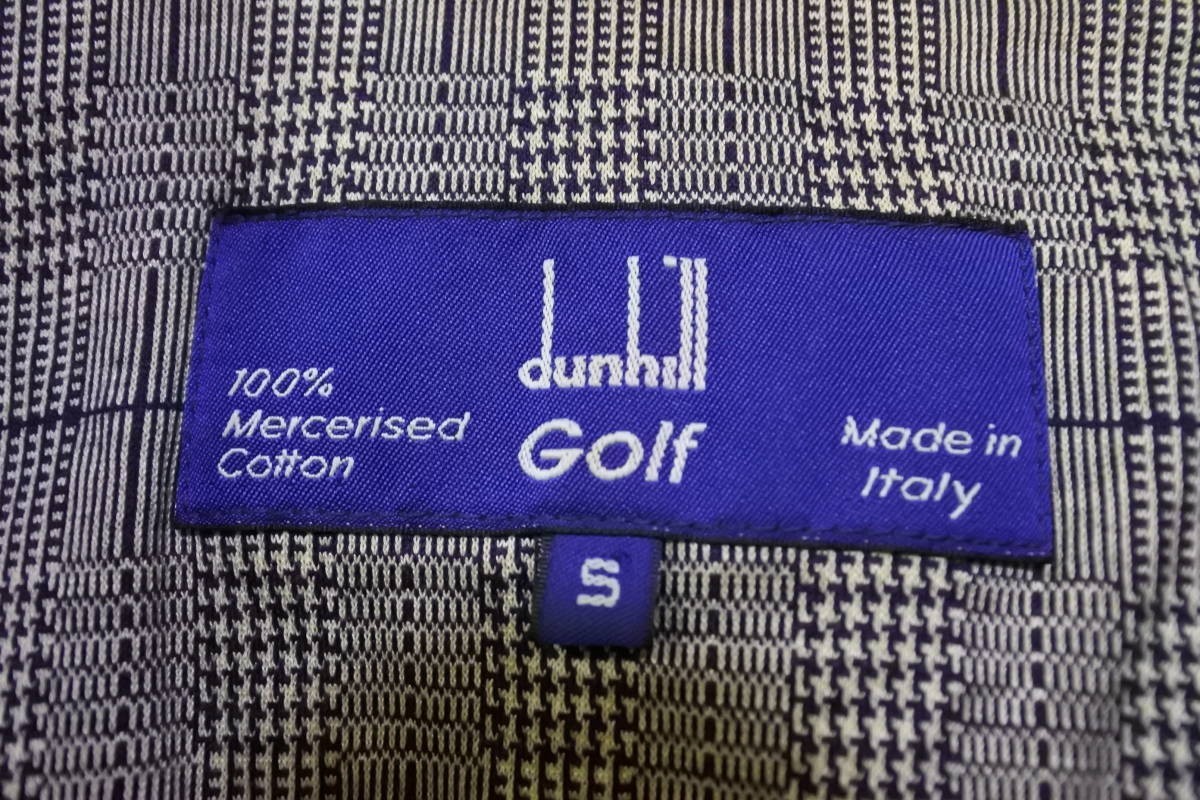 dunhill
Golf
100%
Mercerised
Cotton
Made in
Italy
S